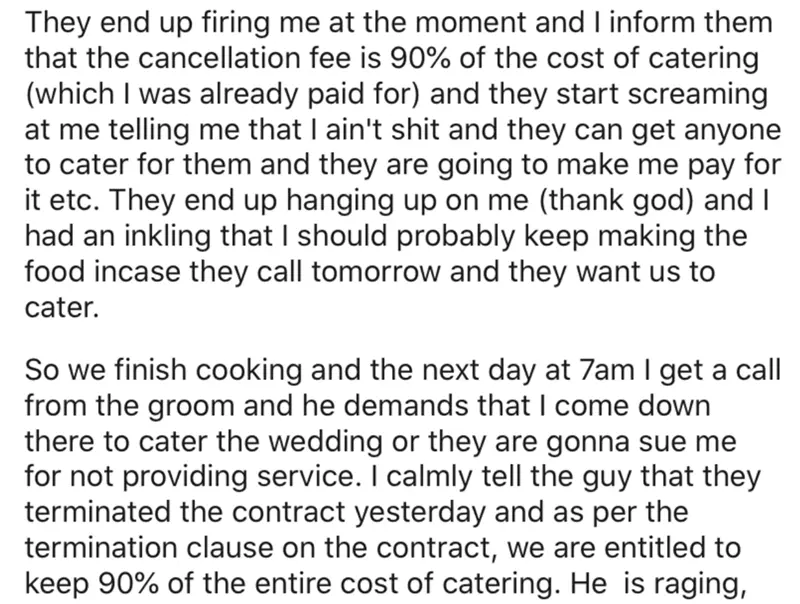 They end up firing me at the moment and I inform them
that the cancellation fee is 90% of the cost of catering
(which I was already paid for) and they start screaming
at me telling me that I ain't shit and they can get anyone
to cater for them and they are going to make me pay for
it etc. They end up hanging up on me (thank god) and I
had an inkling that I should probably keep making the
food incase they call tomorrow and they want us to
cater.
So we finish cooking and the next day at 7am I get a call
from the groom and he demands that I come down
there to cater the wedding or they are gonna sue me
for not providing service. I calmly tell the guy that they
terminated the contract yesterday and as per the
termination clause on the contract, we are entitled to
keep 90% of the entire cost of catering. He  is raging,